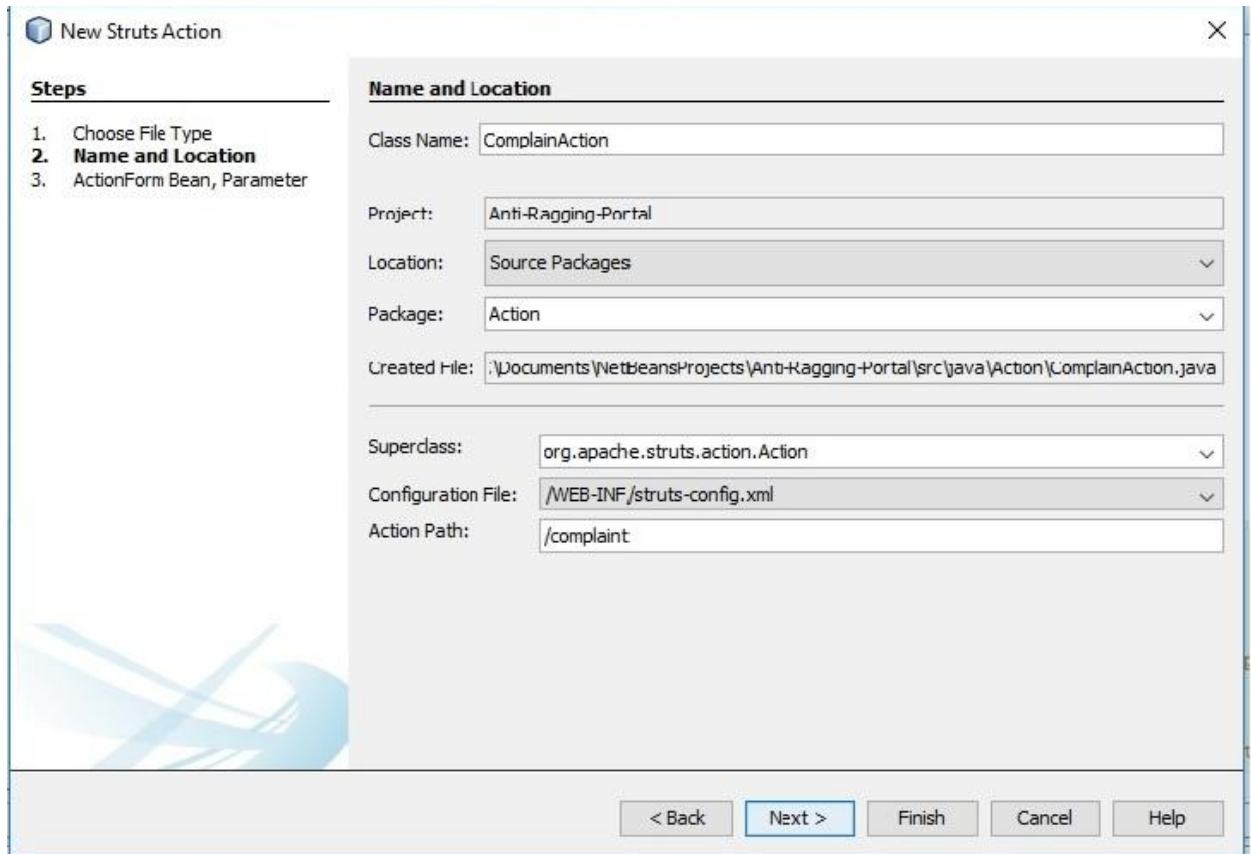 New Struts Action
Steps
1. Choose File Type
2. Name and Location
3. ActionForm Bean, Parameter
Name and Location
Class Name: ComplainAction
Project: Anti-Ragging-Portal
Location: Source Packages
Package: Action
Created File: :\Documents\NetBeansProjects\Anti-Ragging-Portal\src\java\Action\ComplainAction.java
Superclass: org.apache.struts.action.Action
Configuration File: /WEB-INF/struts-config.xml
Action Path: /complaint
< Back Next > Finish Cancel Help